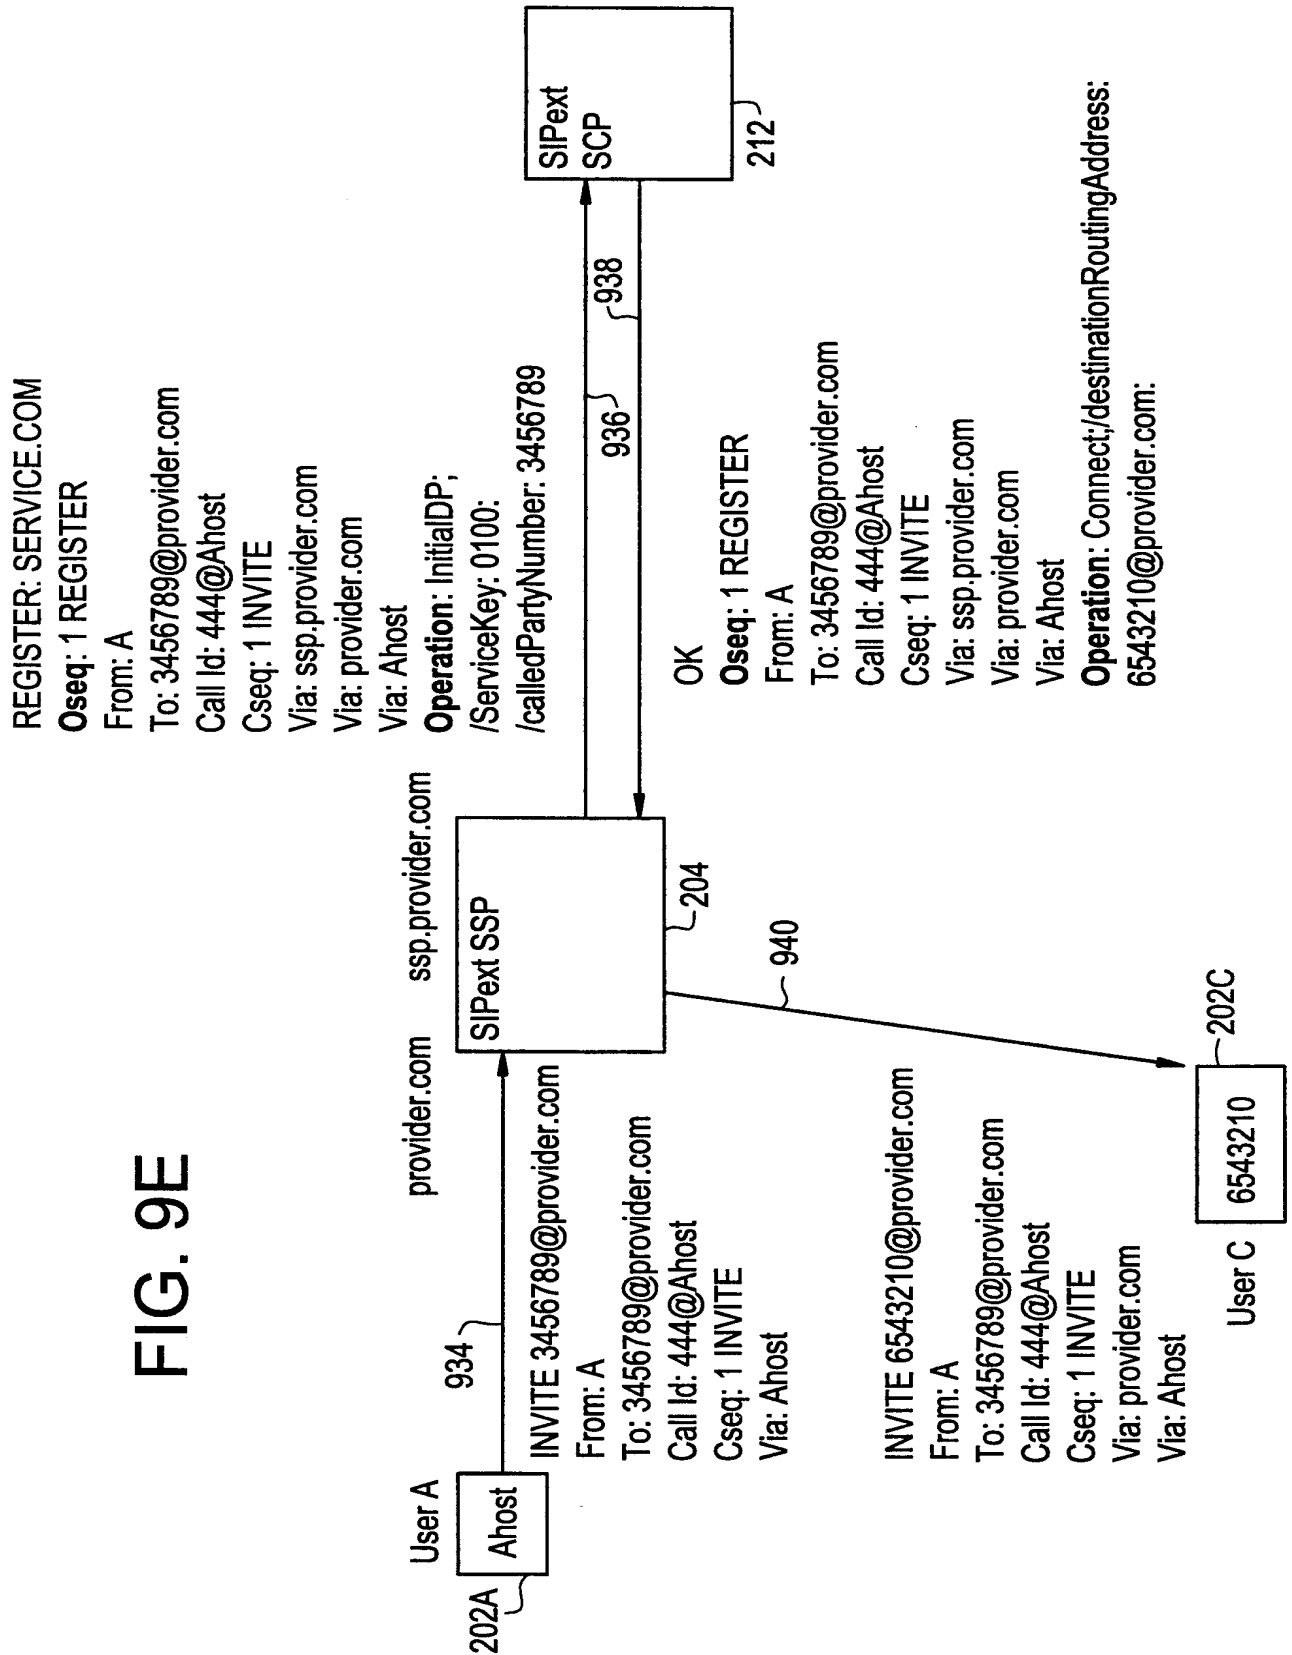 FIG. 9E
REGISTER: SERVICE.COM
Oseq: 1 REGISTER
From: A
To: 3456789@provider.com
Call Id: 444@Ahost
Cseq: 1 INVITE
Via: ssp.provider.com
Via: provider.com
Via: Ahost
Operation: InitialDP;
/ServiceKey: 0100:
/calledPartyNumber: 3456789
User A
Ahost
202A
934
provider.com
ssp.provider.com
SIPext SSP
204
936
938
SIPext
SCP
212
INVITE 3456789@provider.com
From: A
To: 3456789@provider.com
Call Id: 444@Ahost
Cseq: 1 INVITE
Via: Ahost
OK
Oseq: 1 REGISTER
From: A
To: 3456789@provider.com
Call Id: 444@Ahost
Cseq: 1 INVITE
Via: ssp.provider.com
Via: provider.com
Via: Ahost
Operation: Connect;/destinationRoutingAddress:
6543210@provider.com:
940
INVITE 6543210@provider.com
From: A
To: 3456789@provider.com
Call Id: 444@Ahost
Cseq: 1 INVITE
Via: provider.com
Via: Ahost
User C
6543210
202C